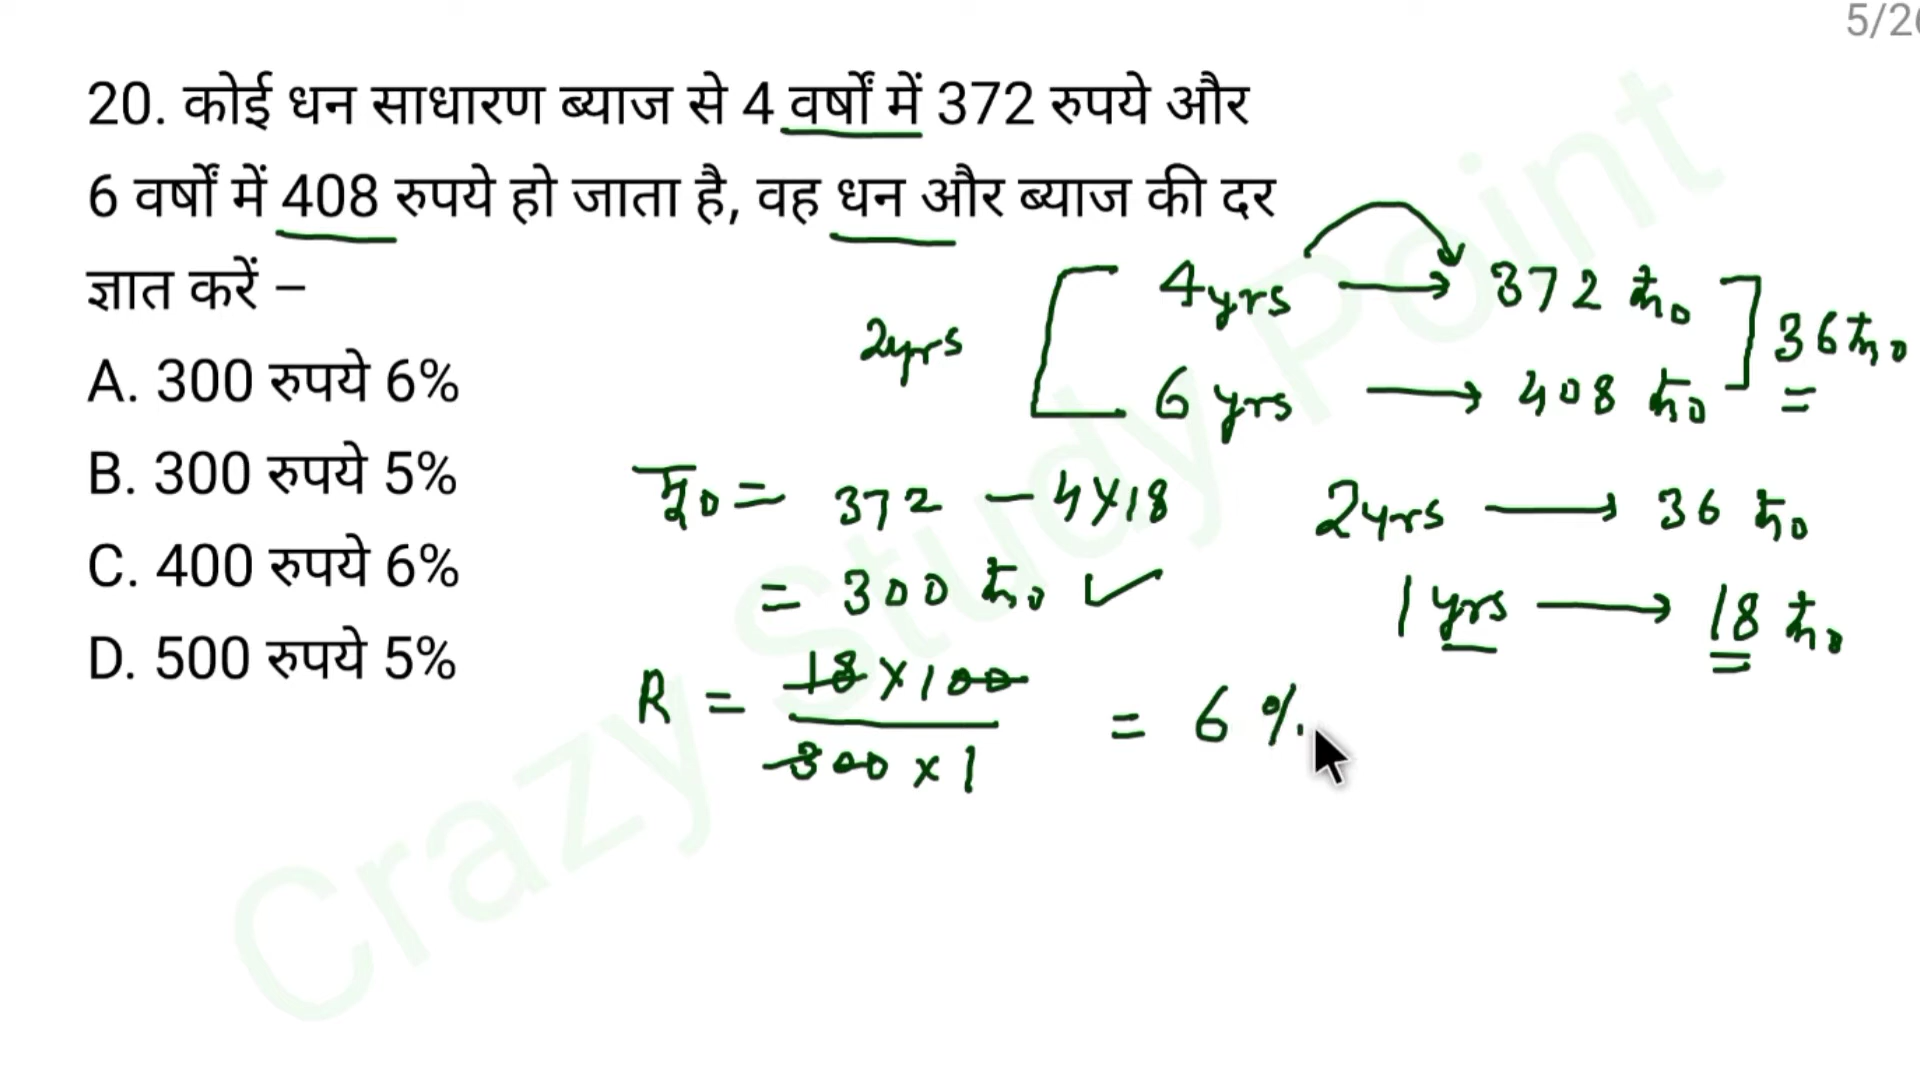 5/20
20. कोई धन साधारण ब्याज से 4 वर्षों में 372 रुपये और
6 वर्षों में 408 रुपये हो जाता है, वह धन और ब्याज की दर
ज्ञात करें –
A. 300 रुपये 6%
B. 300 रुपये 5%
C. 400 रुपये 6%
D. 500 रुपये 5%
2yrs
4yrs → 372 रु० 36 रु०
6 yrs → 408 रु० =
मू० = 372 – 4×18
= 300 रु० ✓
2yrs → 36 रु०
1 yrs → 18 रु०
R = 18×100
300×1
= 6 %
Crazy Study Point